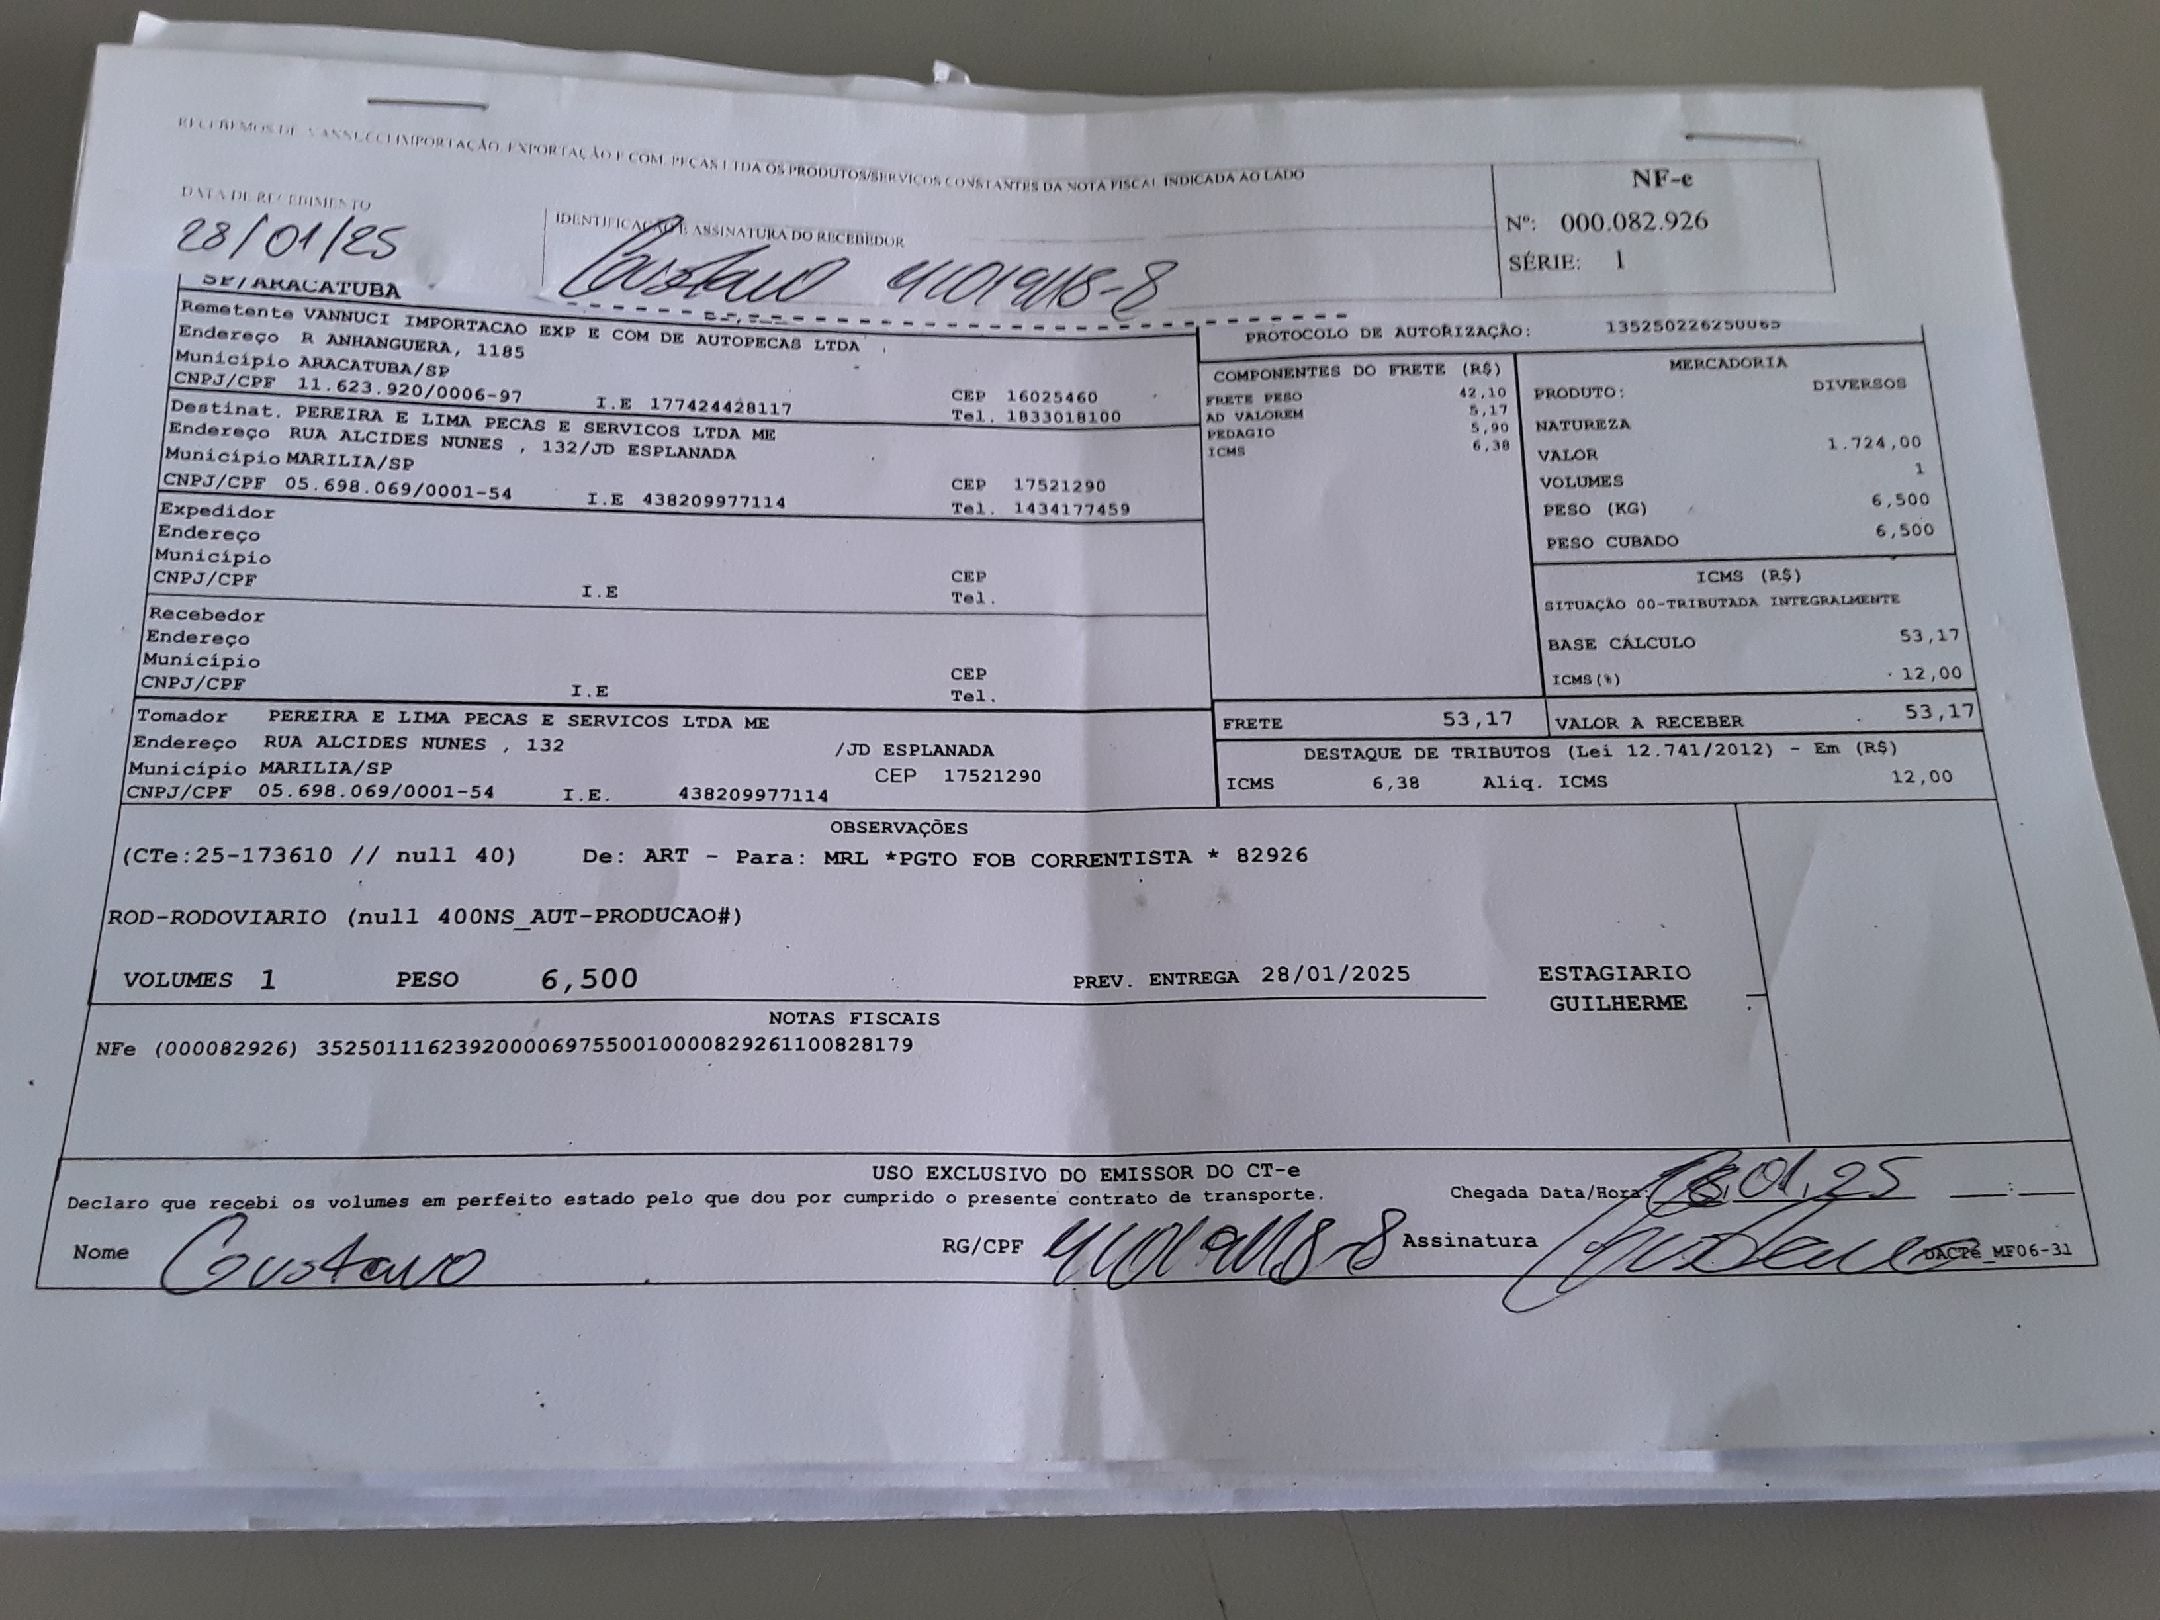 RECEBEMOS DE VANNUCCI IMPORTAÇÃO, EXPORTAÇÃO E COM. PEÇAS LTDA OS PRODUTOS/SERVIÇOS CONSTANTES DA NOTA FISCAL INDICADA AO LADO
NF-e
Nº: 000.082.926
SÉRIE: 1
DATA DE RECEBIMENTO
28/01/25
IDENTIFICAÇÃO E ASSINATURA DO RECEBEDOR
Gustavo
SP/ARACATUBA
PROTOCOLO DE AUTORIZAÇÃO: 135250226250065
Remetente VANNUCI IMPORTACAO EXP E COM DE AUTOPECAS LTDA
Endereço R ANHANGUERA, 1185
Município ARACATUBA/SP CEP 16025460
CNPJ/CPF 11.623.920/0006-97 I.E 177424428117 Tel. 1833018100
Destinat. PEREIRA E LIMA PECAS E SERVICOS LTDA ME
Endereço RUA ALCIDES NUNES , 132/JD ESPLANADA
Município MARILIA/SP CEP 17521290
CNPJ/CPF 05.698.069/0001-54 I.E 438209977114 Tel. 1434177459
Expedidor
Endereço
Município CEP
CNPJ/CPF I.E Tel.
Recebedor
Endereço
Município CEP
CNPJ/CPF I.E Tel.
Tomador PEREIRA E LIMA PECAS E SERVICOS LTDA ME
Endereço RUA ALCIDES NUNES , 132 /JD ESPLANADA
Município MARILIA/SP CEP 17521290
CNPJ/CPF 05.698.069/0001-54 I.E. 438209977114
COMPONENTES DO FRETE (R$)
FRETE PESO 42,10
AD VALOREM 5,17
PEDAGIO 5,90
ICMS 6,38
MERCADORIA
PRODUTO: DIVERSOS
NATUREZA
VALOR 1.724,00
VOLUMES 1
PESO (KG) 6,500
PESO CUBADO 6,500
ICMS (R$)
SITUAÇÃO 00-TRIBUTADA INTEGRALMENTE
BASE CÁLCULO 53,17
ICMS(%) 12,00
FRETE 53,17 VALOR A RECEBER 53,17
DESTAQUE DE TRIBUTOS (Lei 12.741/2012) - Em (R$)
ICMS 6,38 Aliq. ICMS 12,00
OBSERVAÇÕES
(CTe:25-173610 // null 40) De: ART - Para: MRL *PGTO FOB CORRENTISTA * 82926
ROD-RODOVIARIO (null 400NS_AUT-PRODUCAO#)
VOLUMES 1 PESO 6,500 PREV. ENTREGA 28/01/2025 ESTAGIARIO
GUILHERME
NOTAS FISCAIS
NFe (000082926) 35250111623920000697550010000829261100828179
USO EXCLUSIVO DO EMISSOR DO CT-e
Declaro que recebi os volumes em perfeito estado pelo que dou por cumprido o presente contrato de transporte. Chegada Data/Hora: 28.01.25 __:__
Nome Gustavo RG/CPF Assinatura Gustavo DACTe_MF06-31